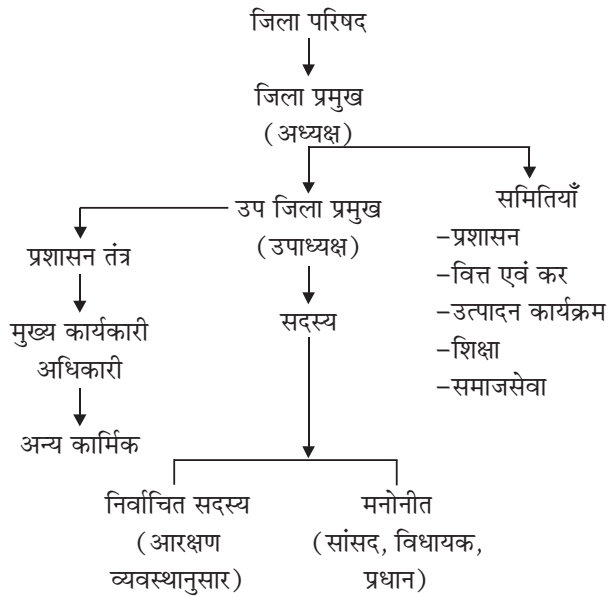 जिला परिषद
जिला प्रमुख
(अध्यक्ष)
समितियाँ
-प्रशासन
-वित्त एवं कर
-उत्पादन कार्यक्रम
-शिक्षा
-समाजसेवा
उप जिला प्रमुख
(उपाध्यक्ष)
प्रशासन तंत्र
मुख्य कार्यकारी
अधिकारी
अन्य कार्मिक
सदस्य
निर्वाचित सदस्य
(आरक्षण
व्यवस्थानुसार)
मनोनीत
(सांसद, विधायक,
प्रधान)